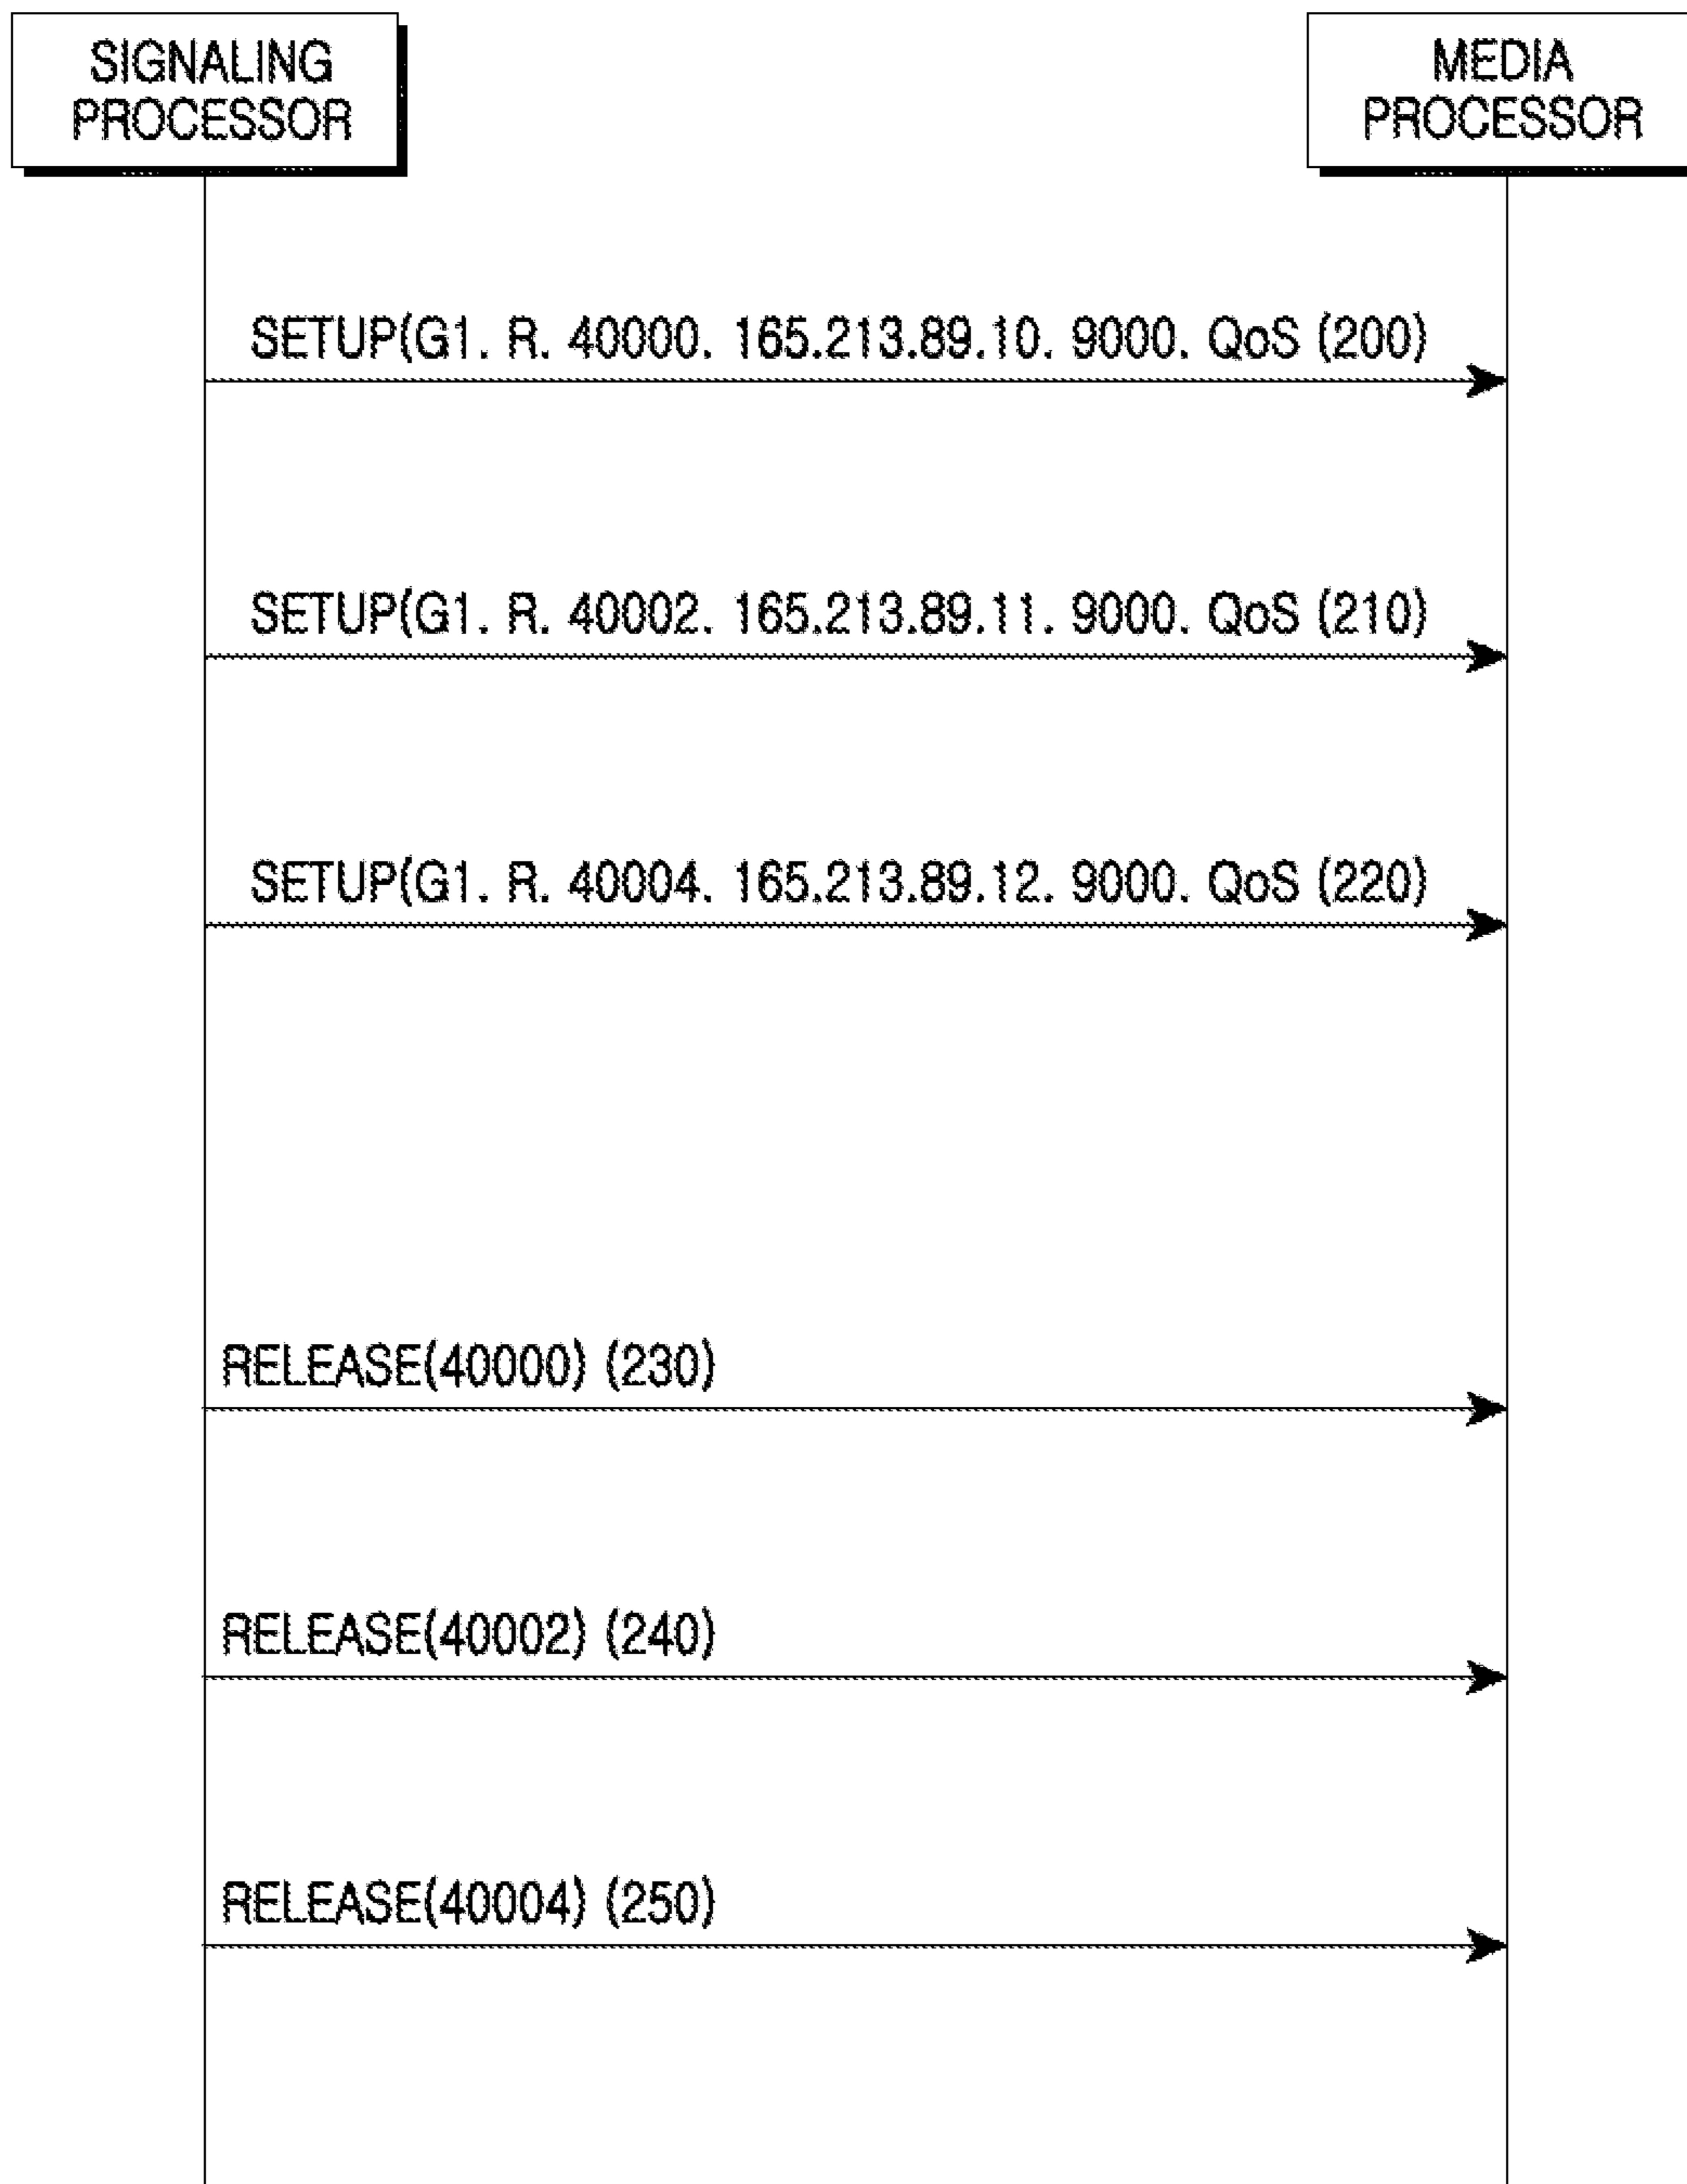 SIGNALING
PROCESSOR
MEDIA
PROCESSOR
SETUP(G1. R. 40000. 165.213.89.10. 9000. QoS (200)
SETUP(G1. R. 40002. 165.213.89.11. 9000. QoS (210)
SETUP(G1. R. 40004. 165.213.89.12. 9000. QoS (220)
RELEASE(40000) (230)
RELEASE(40002) (240)
RELEASE(40004) (250)